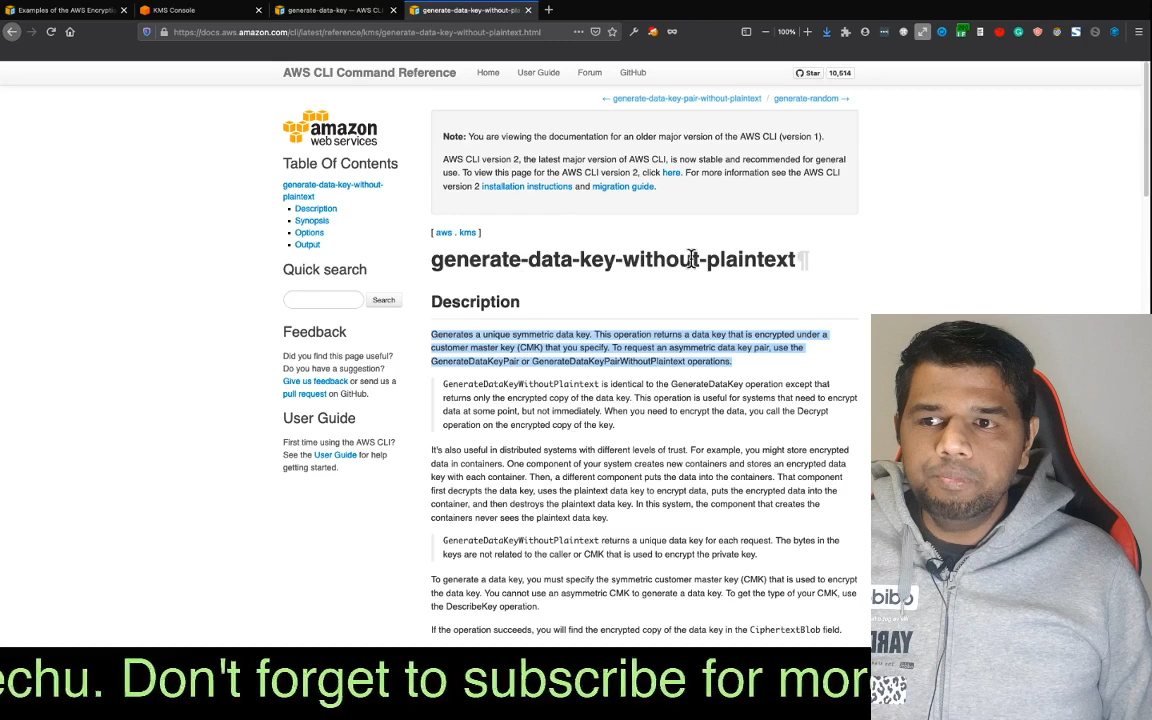 Examples of the AWS Encrypti
KMS Console
generate-data-key — AWS CLI
generate-data-key-without-pla
https://docs.aws.amazon.com/cli/latest/reference/kms/generate-data-key-without-plaintext.html
100%
AWS CLI Command Reference
Home
User Guide
Forum
GitHub
Star
10,514
← generate-data-key-pair-without-plaintext / generate-random →
amazon
web services
Table Of Contents
generate-data-key-without-
plaintext
Description
Synopsis
Options
Output
Quick search
Search
Feedback
Did you find this page useful?
Do you have a suggestion?
Give us feedback or send us a
pull request on GitHub.
User Guide
First time using the AWS CLI?
See the User Guide for help
getting started.
Note: You are viewing the documentation for an older major version of the AWS CLI (version 1).
AWS CLI version 2, the latest major version of AWS CLI, is now stable and recommended for general
use. To view this page for the AWS CLI version 2, click here. For more information see the AWS CLI
version 2 installation instructions and migration guide.
[ aws . kms ]
generate-data-key-without-plaintext¶
Description
Generates a unique symmetric data key. This operation returns a data key that is encrypted under a
customer master key (CMK) that you specify. To request an asymmetric data key pair, use the
GenerateDataKeyPair or GenerateDataKeyPairWithoutPlaintext operations.
GenerateDataKeyWithoutPlaintext is identical to the GenerateDataKey operation except that
returns only the encrypted copy of the data key. This operation is useful for systems that need to encrypt
data at some point, but not immediately. When you need to encrypt the data, you call the Decrypt
operation on the encrypted copy of the key.
It's also useful in distributed systems with different levels of trust. For example, you might store encrypted
data in containers. One component of your system creates new containers and stores an encrypted data
key with each container. Then, a different component puts the data into the containers. That component
first decrypts the data key, uses the plaintext data key to encrypt data, puts the encrypted data into the
container, and then destroys the plaintext data key. In this system, the component that creates the
containers never sees the plaintext data key.
GenerateDataKeyWithoutPlaintext returns a unique data key for each request. The bytes in the
keys are not related to the caller or CMK that is used to encrypt the private key.
To generate a data key, you must specify the symmetric customer master key (CMK) that is used to encrypt
the data key. You cannot use an asymmetric CMK to generate a data key. To get the type of your CMK, use
the DescribeKey operation.
If the operation succeeds, you will find the encrypted copy of the data key in the CiphertextBlob field.
echu. Don't forget to subscribe for mor